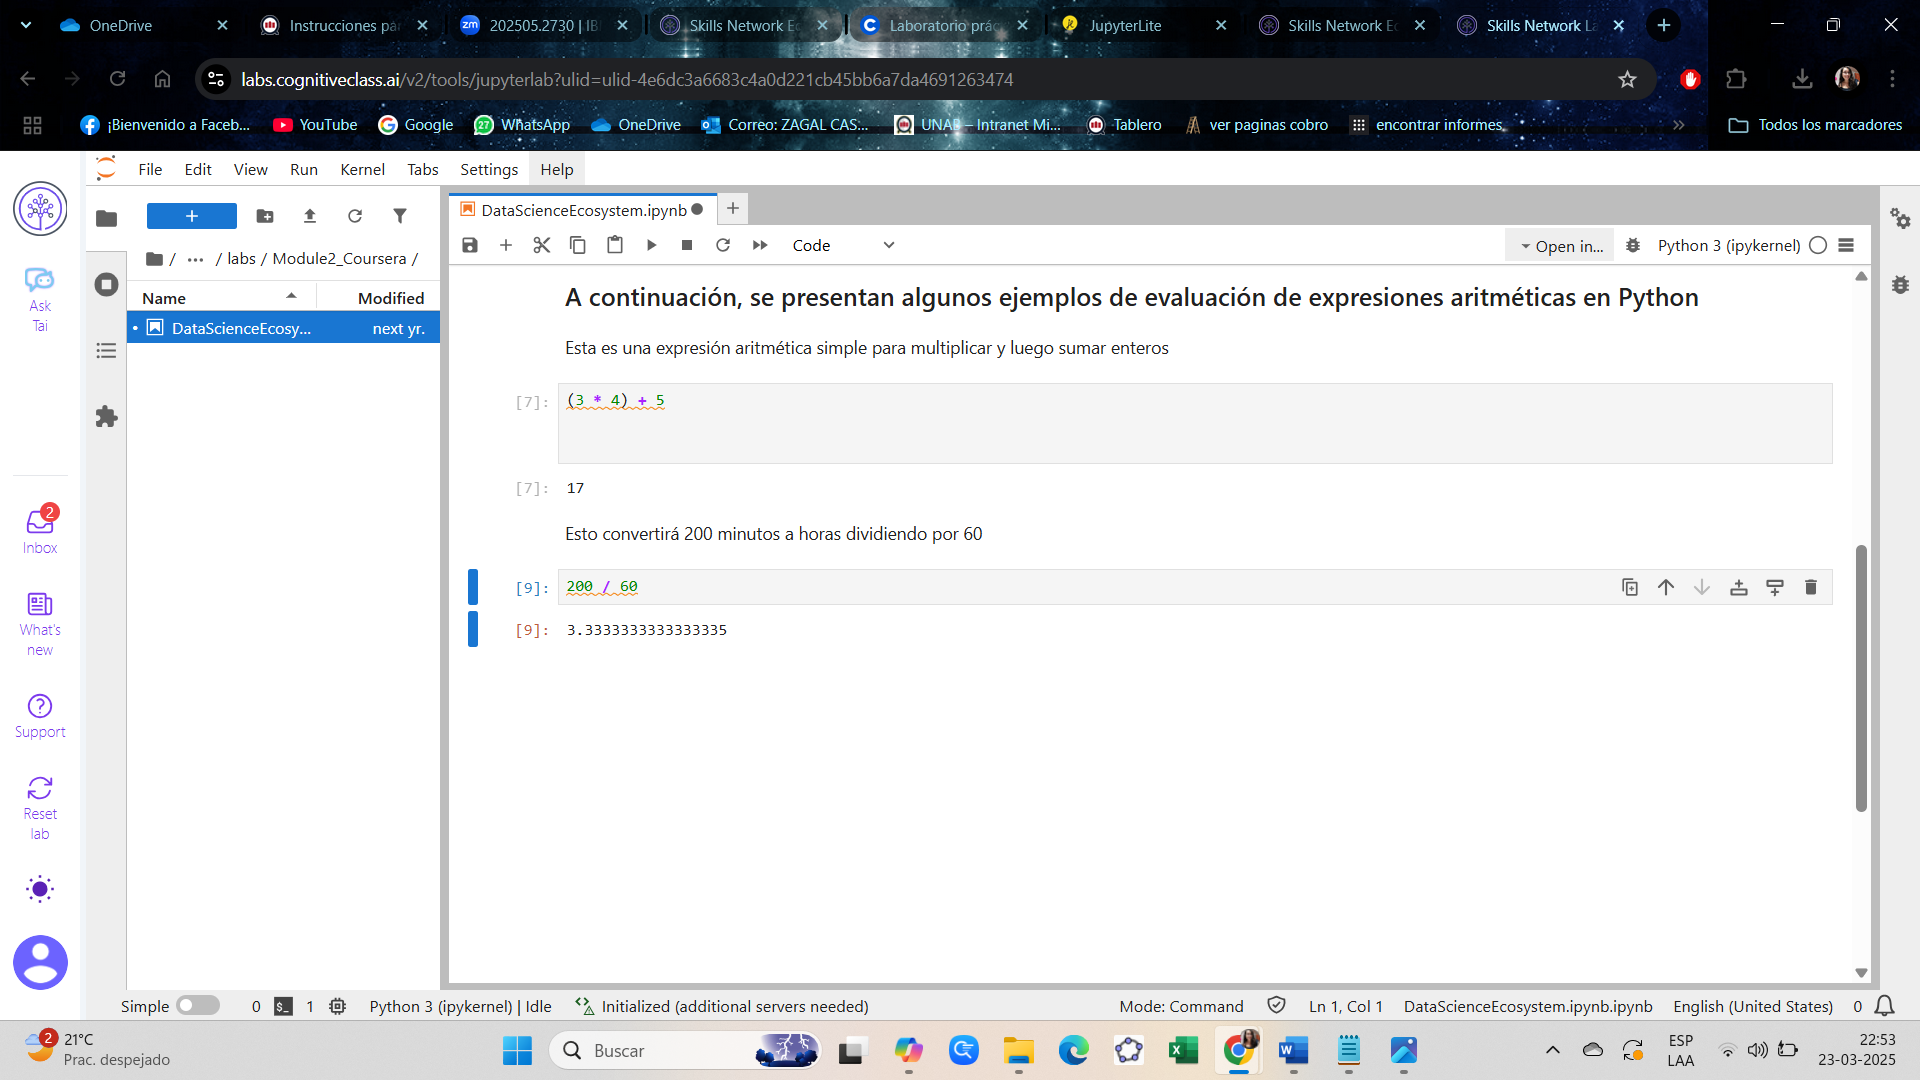 OneDrive
Instrucciones par
202505.2730 | IB
Skills Network Ec
Laboratorio prác
JupyterLite
Skills Network Ec
Skills Network La
labs.cognitiveclass.ai/v2/tools/jupyterlab?ulid=ulid-4e6dc3a6683c4a0d221cb45bb6a7da4691263474
¡Bienvenido a Faceb...
YouTube
Google
27
WhatsApp
OneDrive
Correo: ZAGAL CAS:...
UNAB – Intranet Mi...
Tablero
ver paginas cobro
encontrar informes,
Todos los marcadores
File Edit View Run Kernel Tabs Settings Help
Ask
Tai
2
Inbox
What's
new
Support
Reset
lab
+
/ ... / labs / Module2_Coursera /
Name Modified
DataScienceEcosy... next yr.
DataScienceEcosystem.ipynb
Code
Open in...
Python 3 (ipykernel)
A continuación, se presentan algunos ejemplos de evaluación de expresiones aritméticas en Python
Esta es una expresión aritmética simple para multiplicar y luego sumar enteros
[7]: (3 * 4) + 5
[7]: 17
Esto convertirá 200 minutos a horas dividiendo por 60
[9]: 200 / 60
[9]: 3.3333333333333335
Simple 0 1 Python 3 (ipykernel) | Idle Initialized (additional servers needed) Mode: Command Ln 1, Col 1 DataScienceEcosystem.ipynb.ipynb English (United States) 0
2
21°C
Prac. despejado
Buscar
ESP
LAA
22:53
23-03-2025